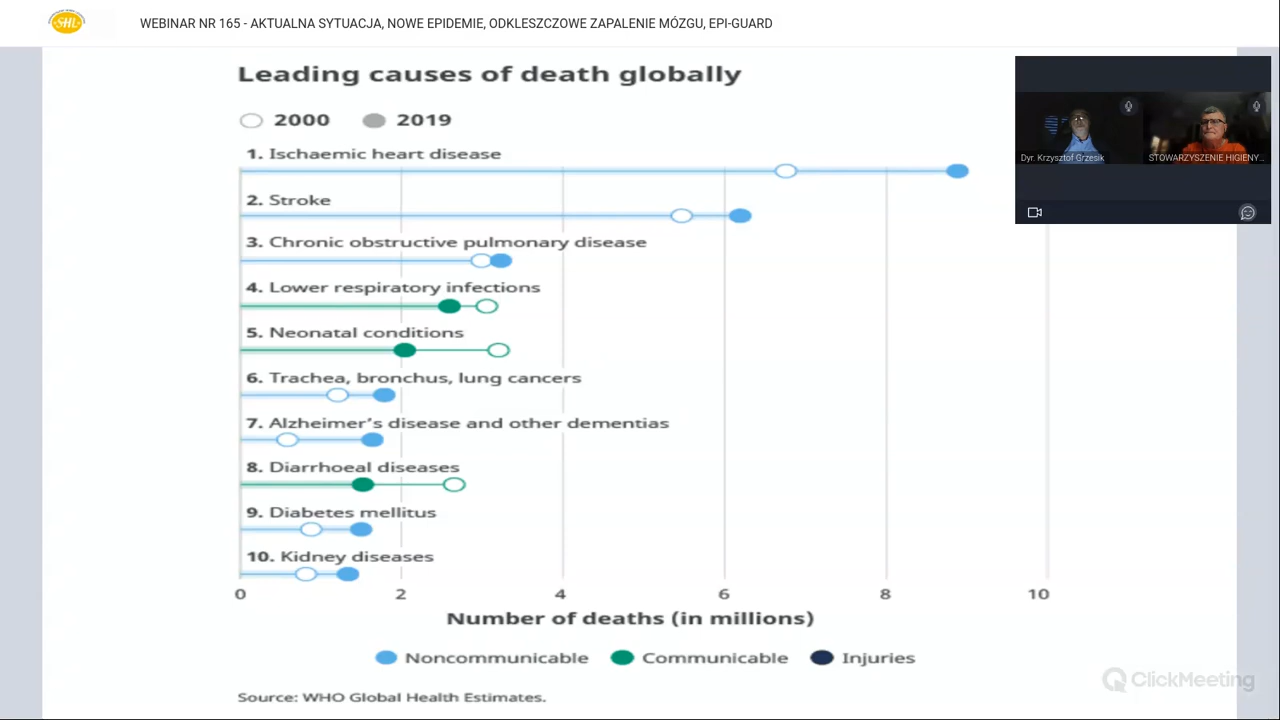 SHL
WEBINAR NR 165 - AKTUALNA SYTUACJA, NOWE EPIDEMIE, ODKLESZCZOWE ZAPALENIE MÓZGU, EPI-GUARD
Leading causes of death globally
2000 2019
1. Ischaemic heart disease
2. Stroke
3. Chronic obstructive pulmonary disease
4. Lower respiratory infections
5. Neonatal conditions
6. Trachea, bronchus, lung cancers
7. Alzheimer's disease and other dementias
8. Diarrhoeal diseases
9. Diabetes mellitus
10. Kidney diseases
0 2 4 6 8 10
Number of deaths (in millions)
Noncommunicable Communicable Injuries
Source: WHO Global Health Estimates.
Dyr. Krzysztof Grzesik
STOWARZYSZENIE HIGIENY...
ClickMeeting